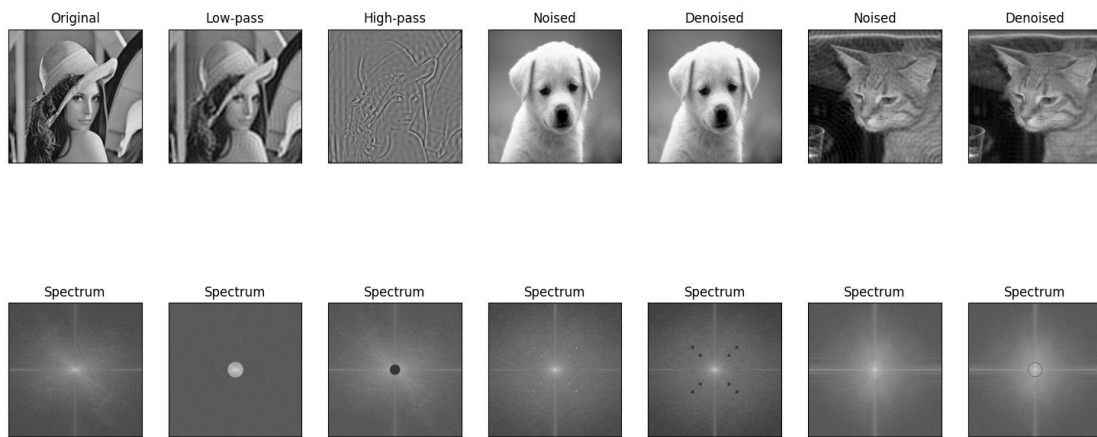 Original Low-pass High-pass Noised Denoised Noised Denoised
Spectrum Spectrum Spectrum Spectrum Spectrum Spectrum Spectrum